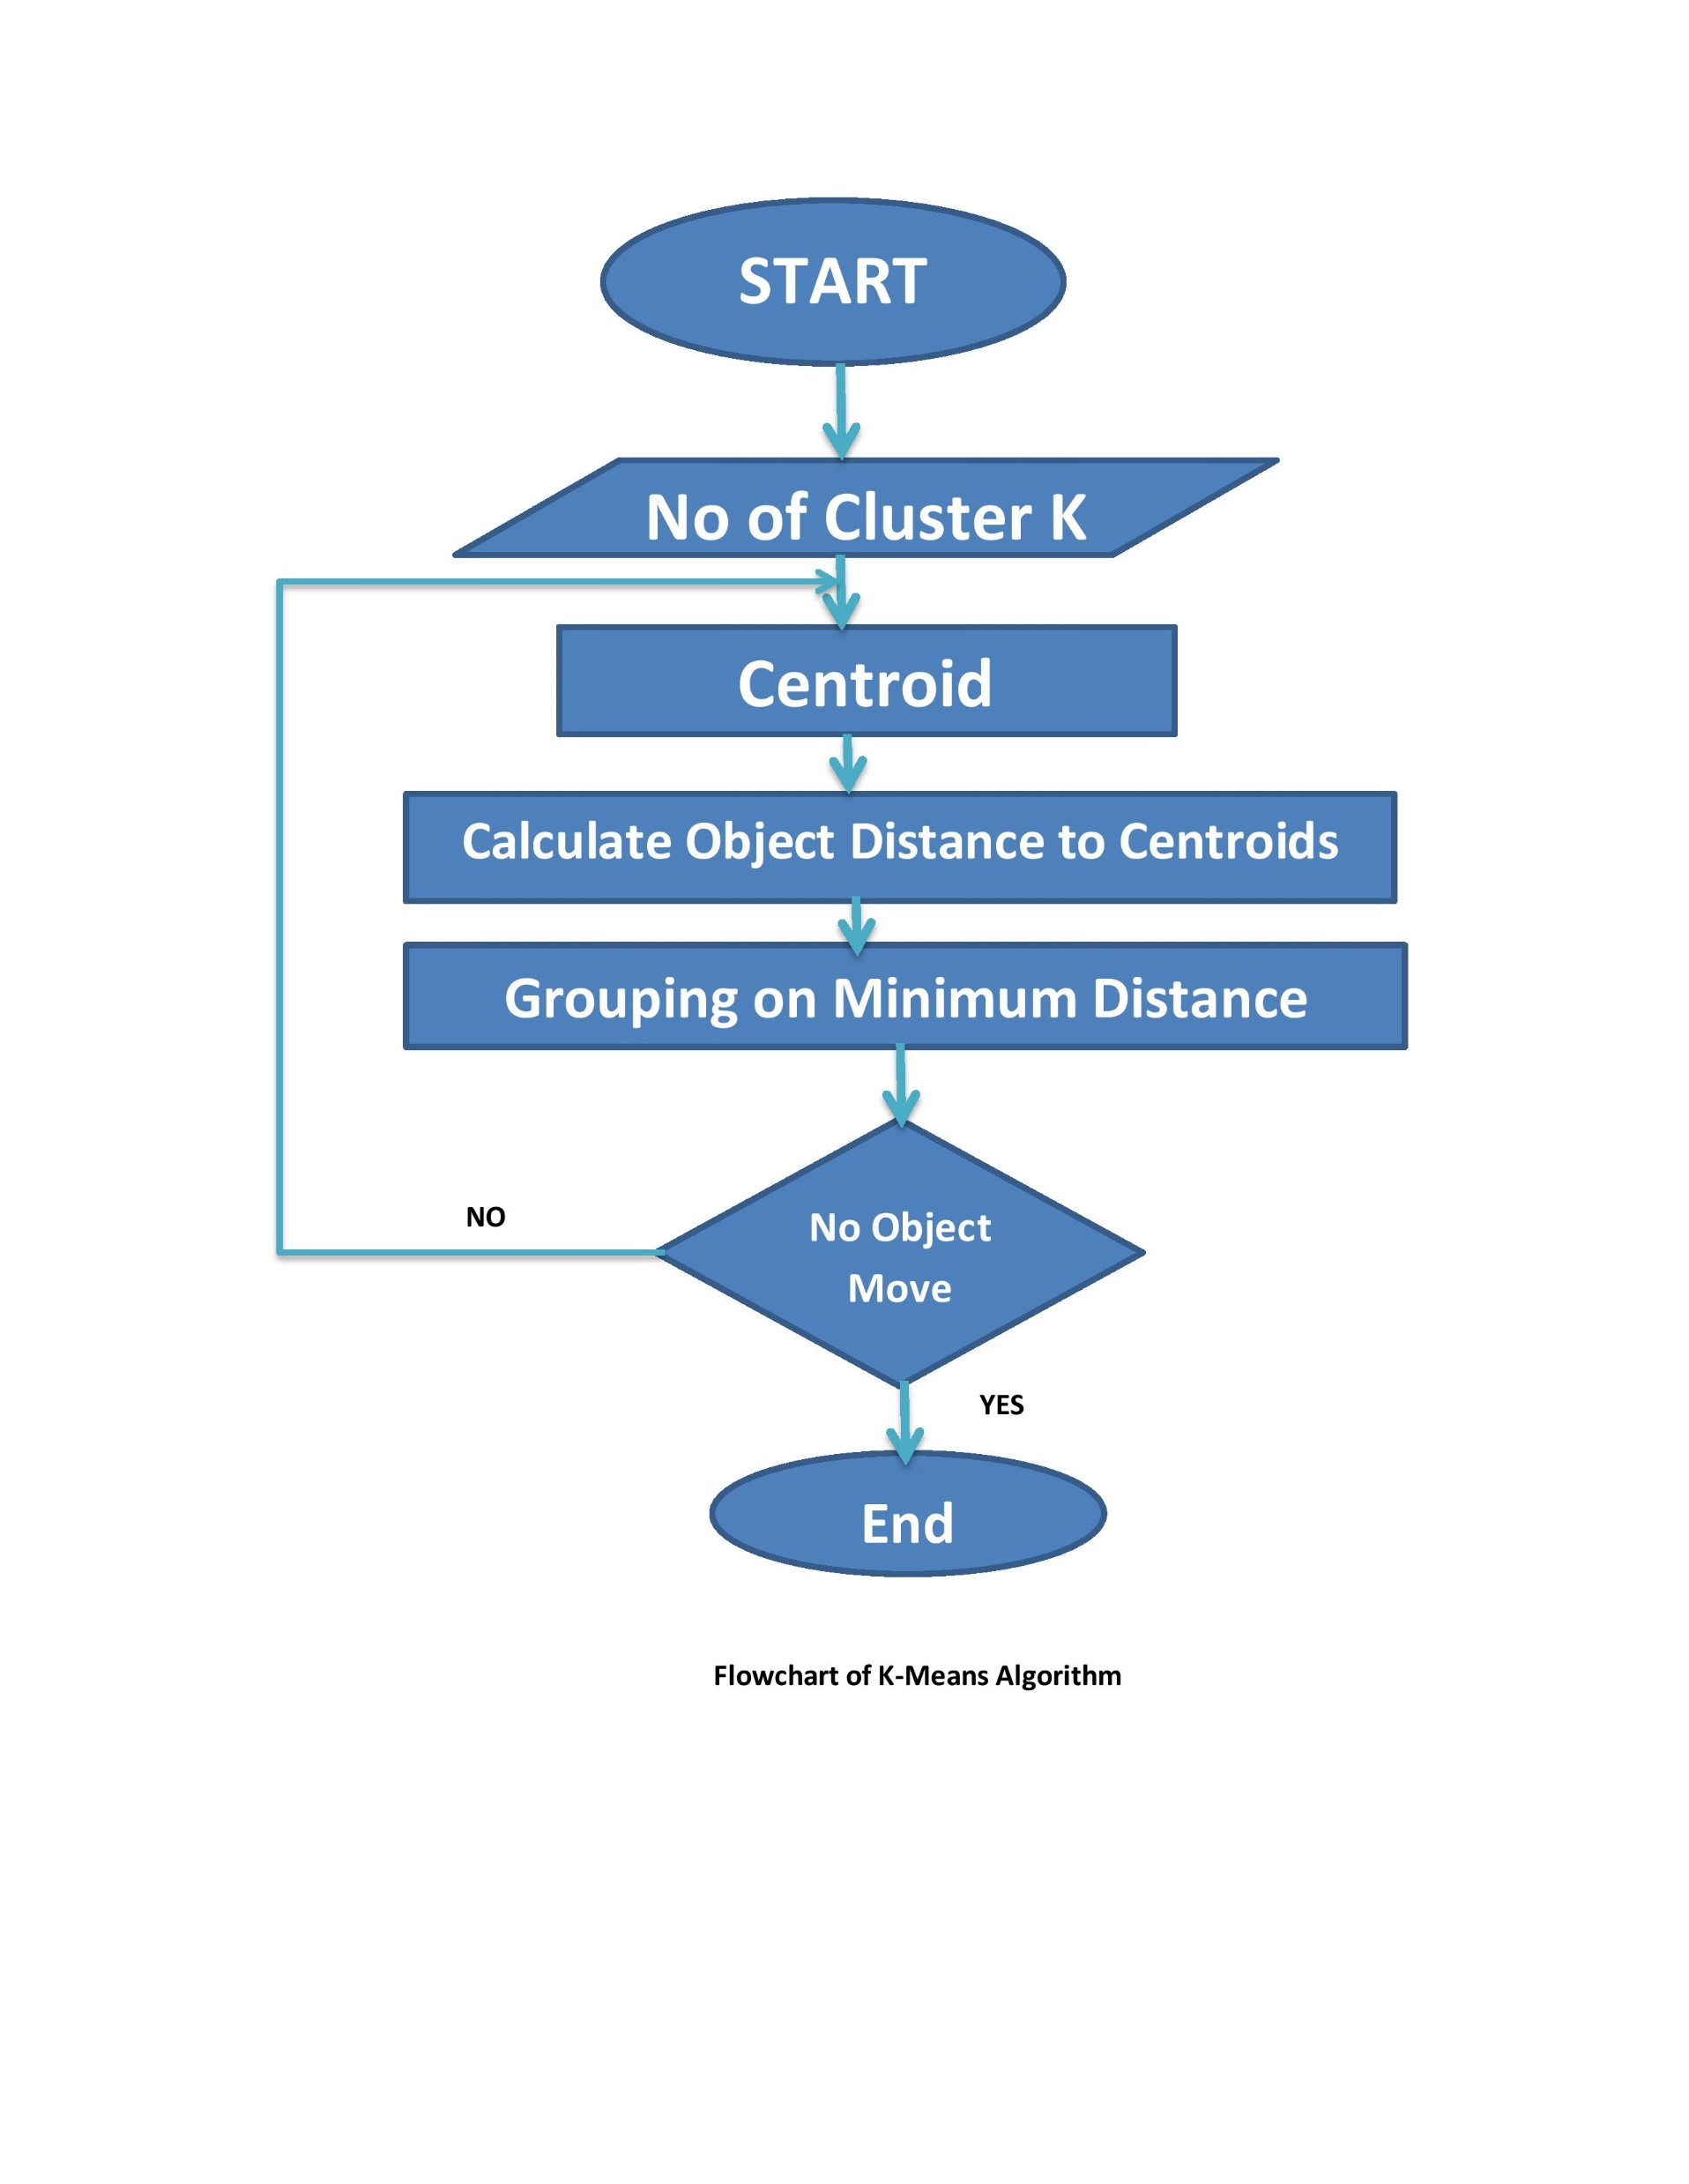 START
No of Cluster K
Centroid
Calculate Object Distance to Centroids
Grouping on Minimum Distance
NO
No Object
Move
YES
End
Flowchart of K-Means Algorithm